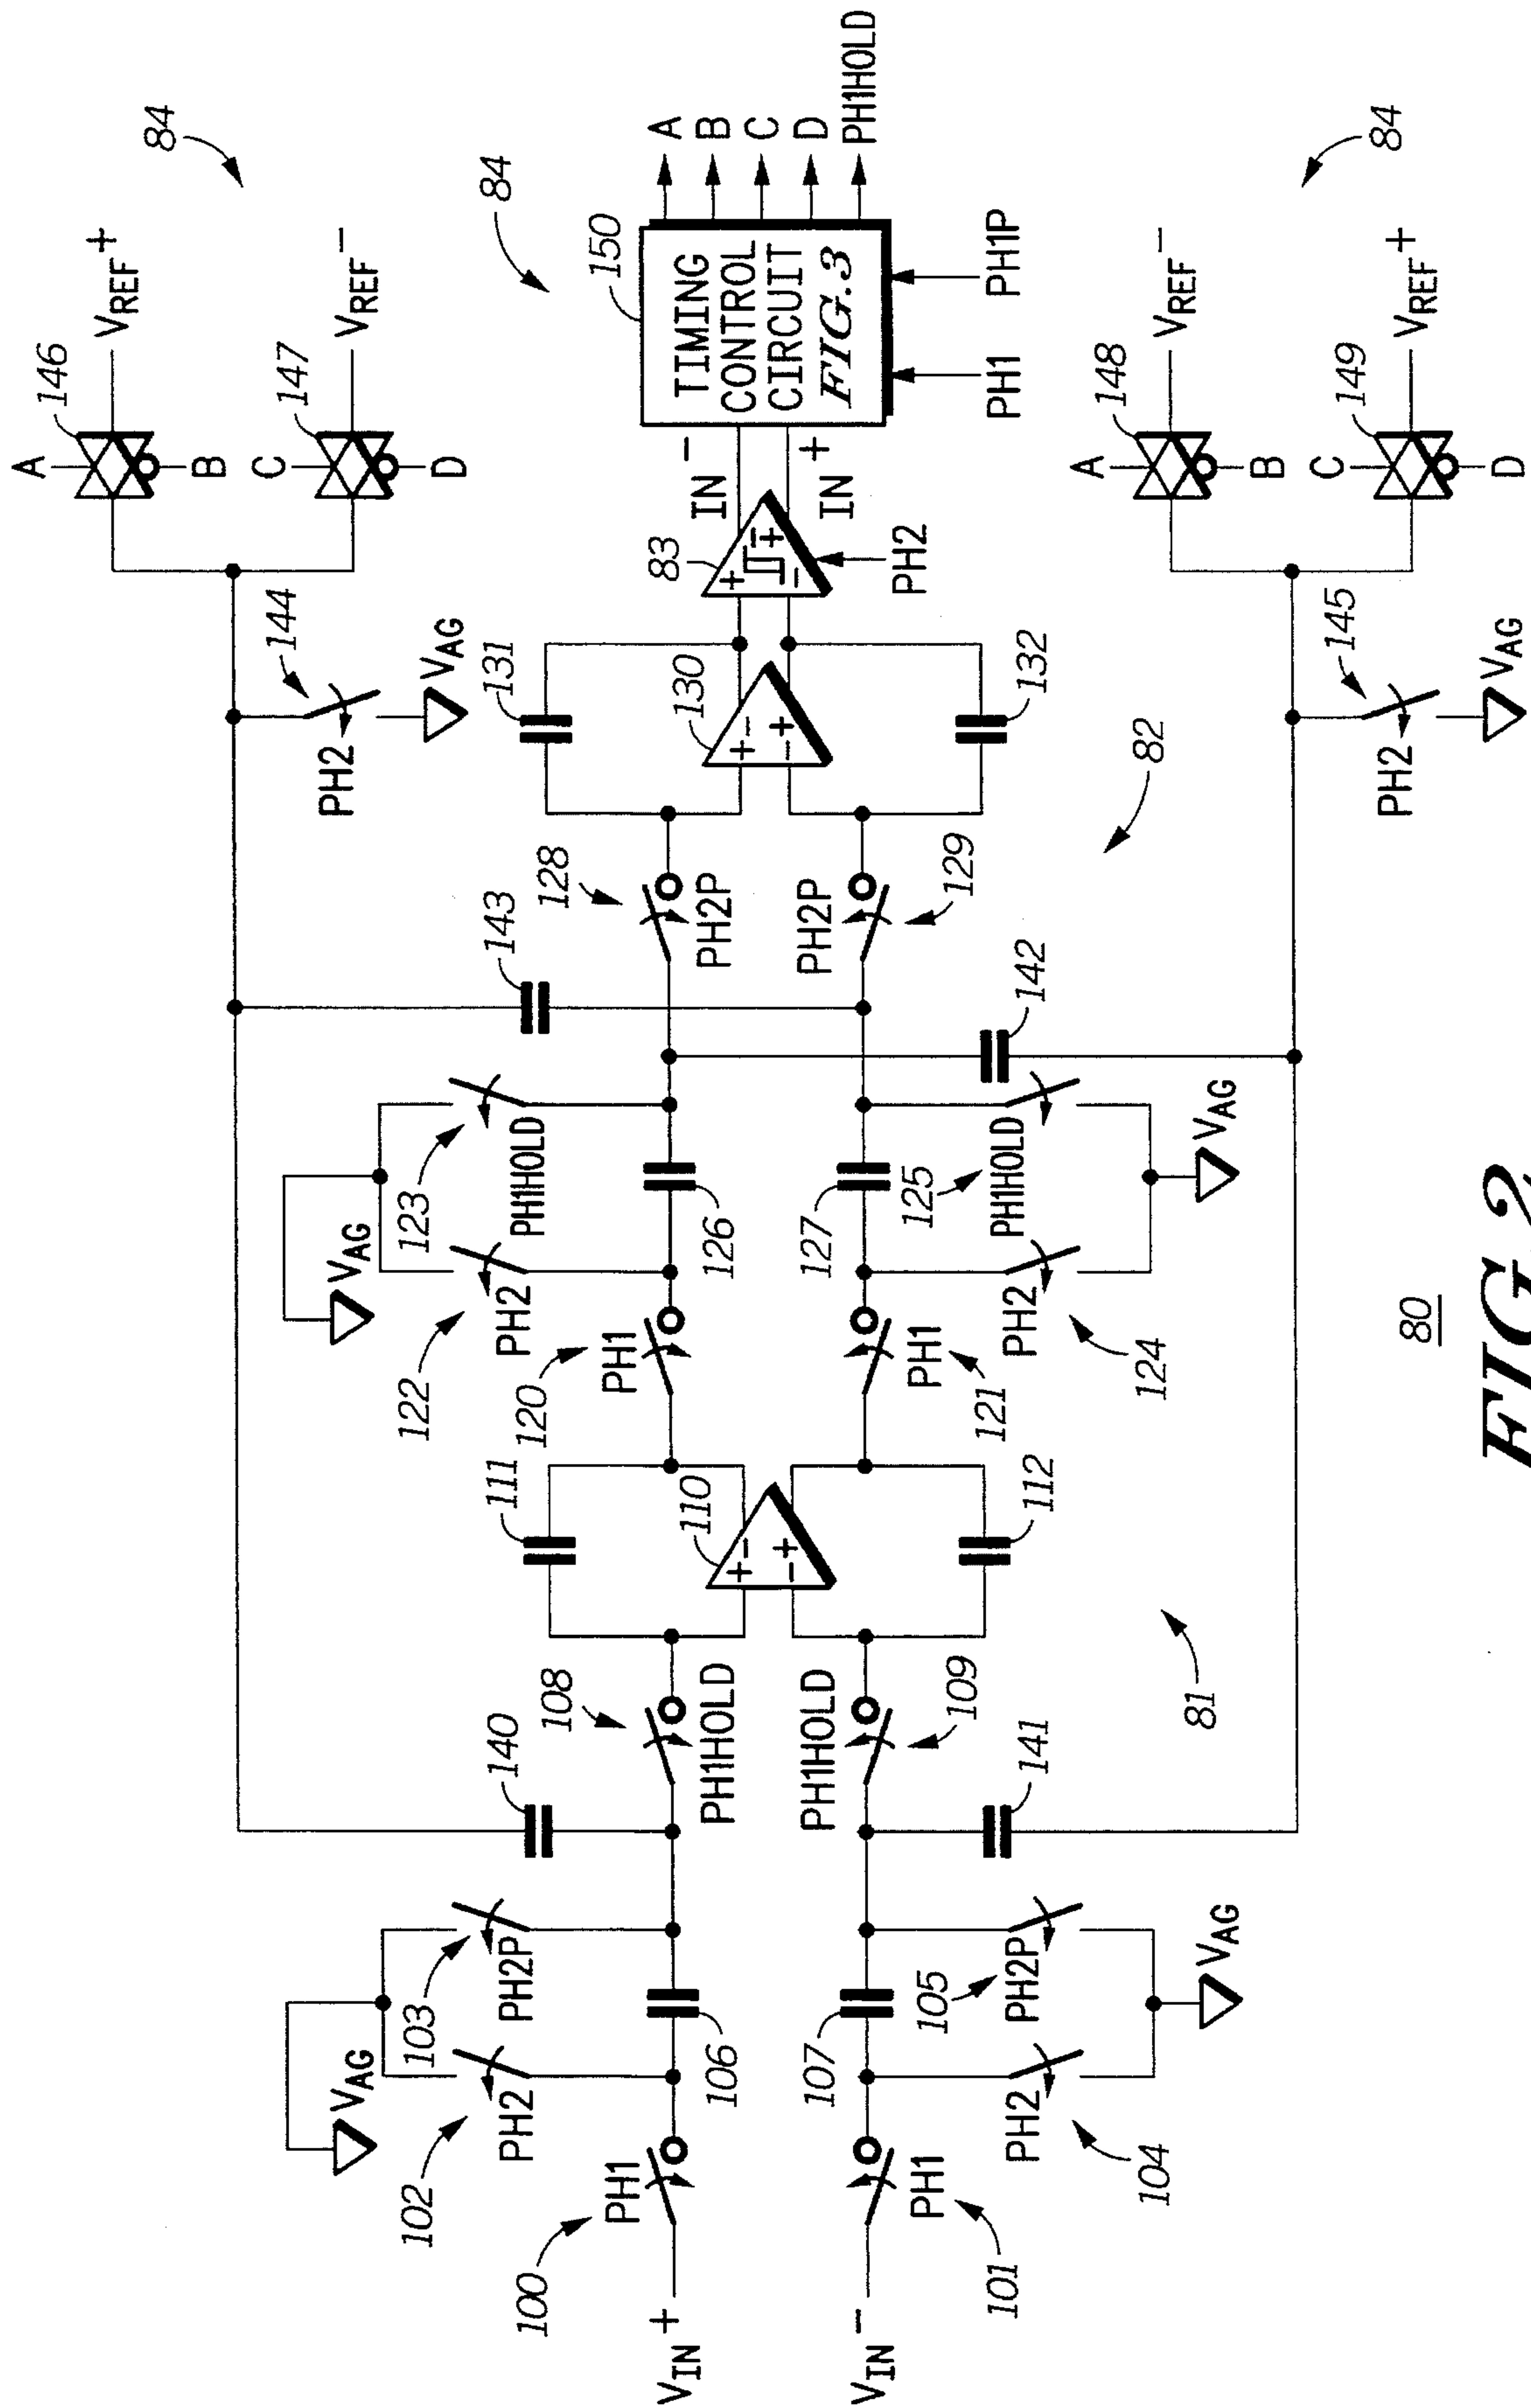 84
146
A
B
VREF+
147
C
D
VREF-
144
PH2
VAG
84
150
TIMING
CONTROL
CIRCUIT
FIG.3
A
B
C
D
PH1HOLD
PH1
PH1P
IN-
IN+
83
+ -
- +
PH2
131
130
+ -
- +
132
82
128
PH2P
PH2P
129
143
142
VAG
122
PH2
123
PH1HOLD
126
127
125
PH1HOLD
PH2
124
VAG
120
PH1
PH1
121
111
110
+ -
- +
112
108
PH1HOLD
PH1HOLD
109
81
140
141
VAG
102
PH2
103
PH2P
106
107
105
PH2P
PH2
104
VAG
100
PH1
VIN+
VIN-
PH1
101
84
148
A
B
VREF-
149
C
D
VREF+
145
PH2
VAG
80
FIG.2